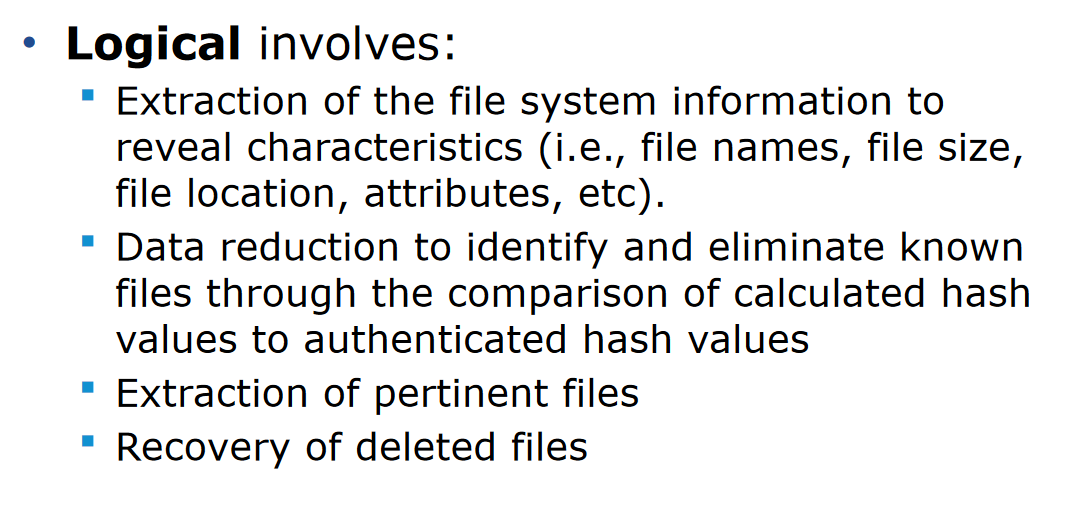 • Logical involves:
▪ Extraction of the file system information to
reveal characteristics (i.e., file names, file size,
file location, attributes, etc).
▪ Data reduction to identify and eliminate known
files through the comparison of calculated hash
values to authenticated hash values
▪ Extraction of pertinent files
▪ Recovery of deleted files